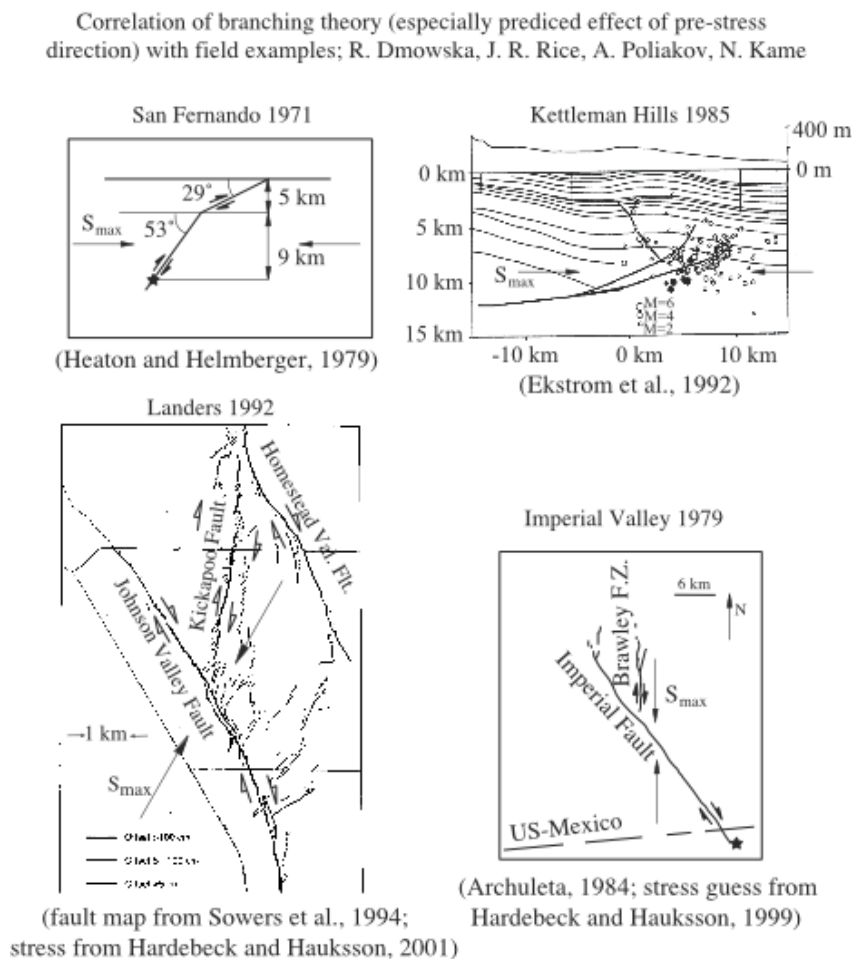 Correlation of branching theory (especially prediced effect of pre-stress
direction) with field examples; R. Dmowska, J. R. Rice, A. Poliakov, N. Kame
San Fernando 1971
29°
5 km
Smax
53°
9 km
(Heaton and Helmberger, 1979)
Kettleman Hills 1985
400 m
0 km
0 m
5 km
Smax
10 km
M=6
M=4
M=2
15 km
-10 km 0 km 10 km
(Ekstrom et al., 1992)
Landers 1992
Homestead Val. Flt.
Kickapoo Fault
Johnson Valley Fault
1 km
Smax
(fault map from Sowers et al., 1994;
stress from Hardebeck and Hauksson, 2001)
Imperial Valley 1979
6 km
N
Brawley F.Z.
Imperial Fault
Smax
US-Mexico
(Archuleta, 1984; stress guess from
Hardebeck and Hauksson, 1999)